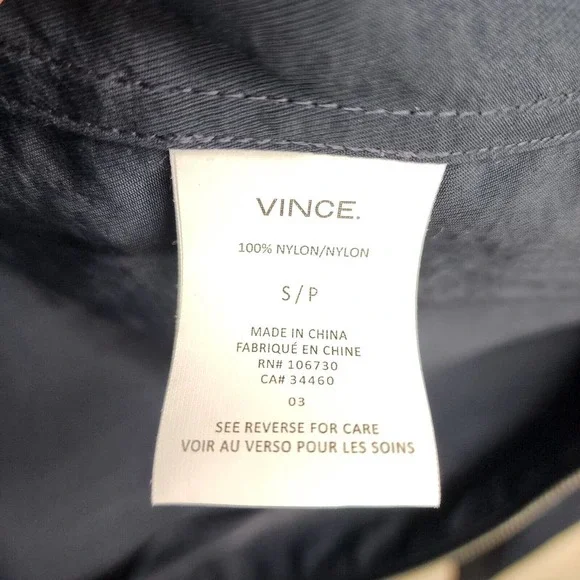 VINCE.
100% NYLON/NYLON
S / P
MADE IN CHINA
FABRIQUÉ EN CHINE
RN# 106730
CA# 34460
03
SEE REVERSE FOR CARE
VOIR AU VERSO POUR LES SOINS